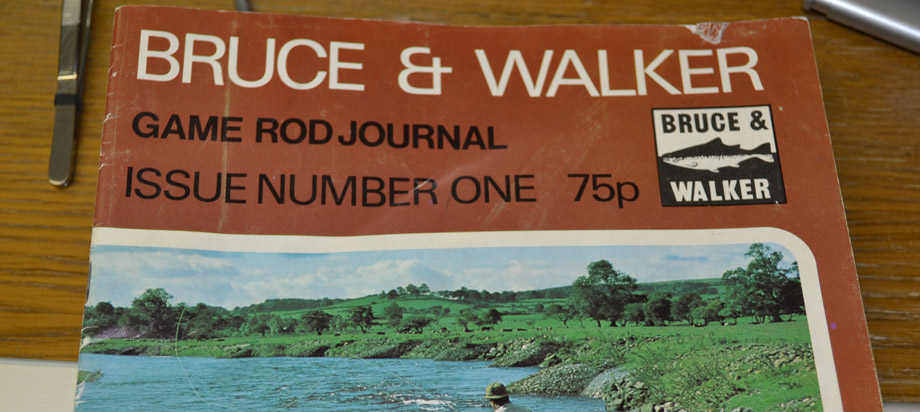 BRUCE & WALKER
GAME ROD JOURNAL
ISSUE NUMBER ONE 75p
BRUCE &
WALKER